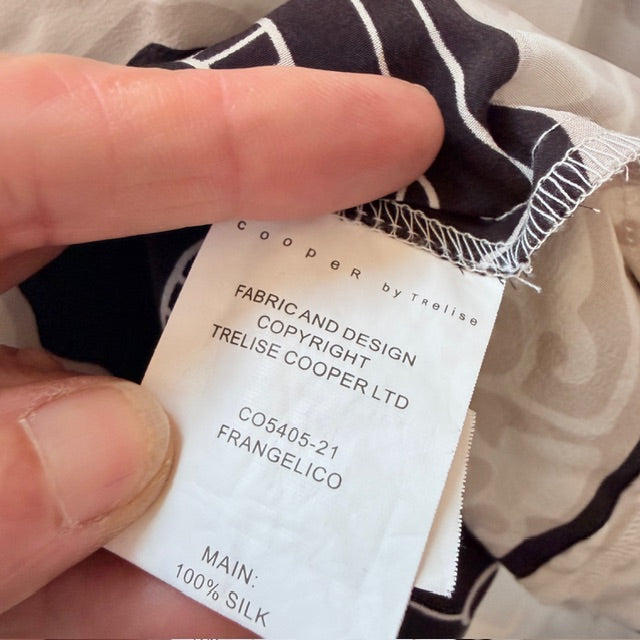 cooper by Trelise
FABRIC AND DESIGN
COPYRIGHT
TRELISE COOPER LTD
CO5405-21
FRANGELICO
MAIN:
100% SILK